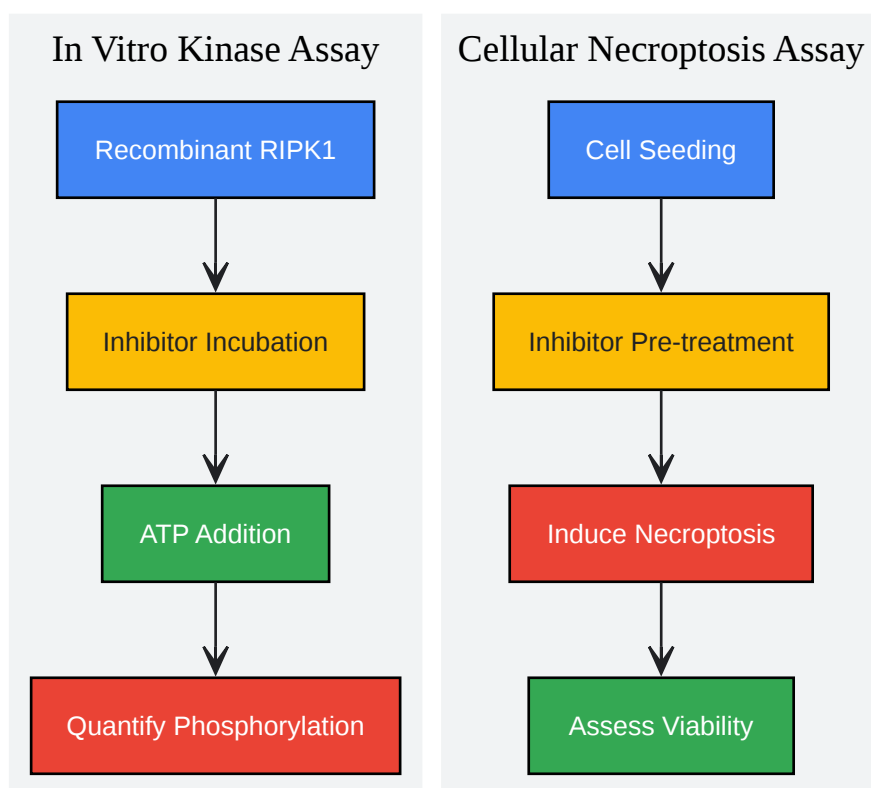 In Vitro Kinase Assay
Recombinant RIPK1
Inhibitor Incubation
ATP Addition
Quantify Phosphorylation
Cellular Necroptosis Assay
Cell Seeding
Inhibitor Pre-treatment
Induce Necroptosis
Assess Viability